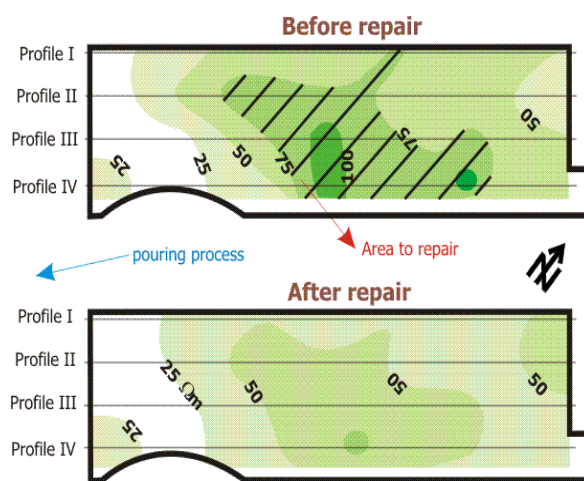 Before repair
Profile I
Profile II
Profile III
Profile IV
25
25
50
75
100
75
50
Area to repair
pouring process
N
After repair
Profile I
Profile II
Profile III
Profile IV
25
25 Ωm
50
50
50